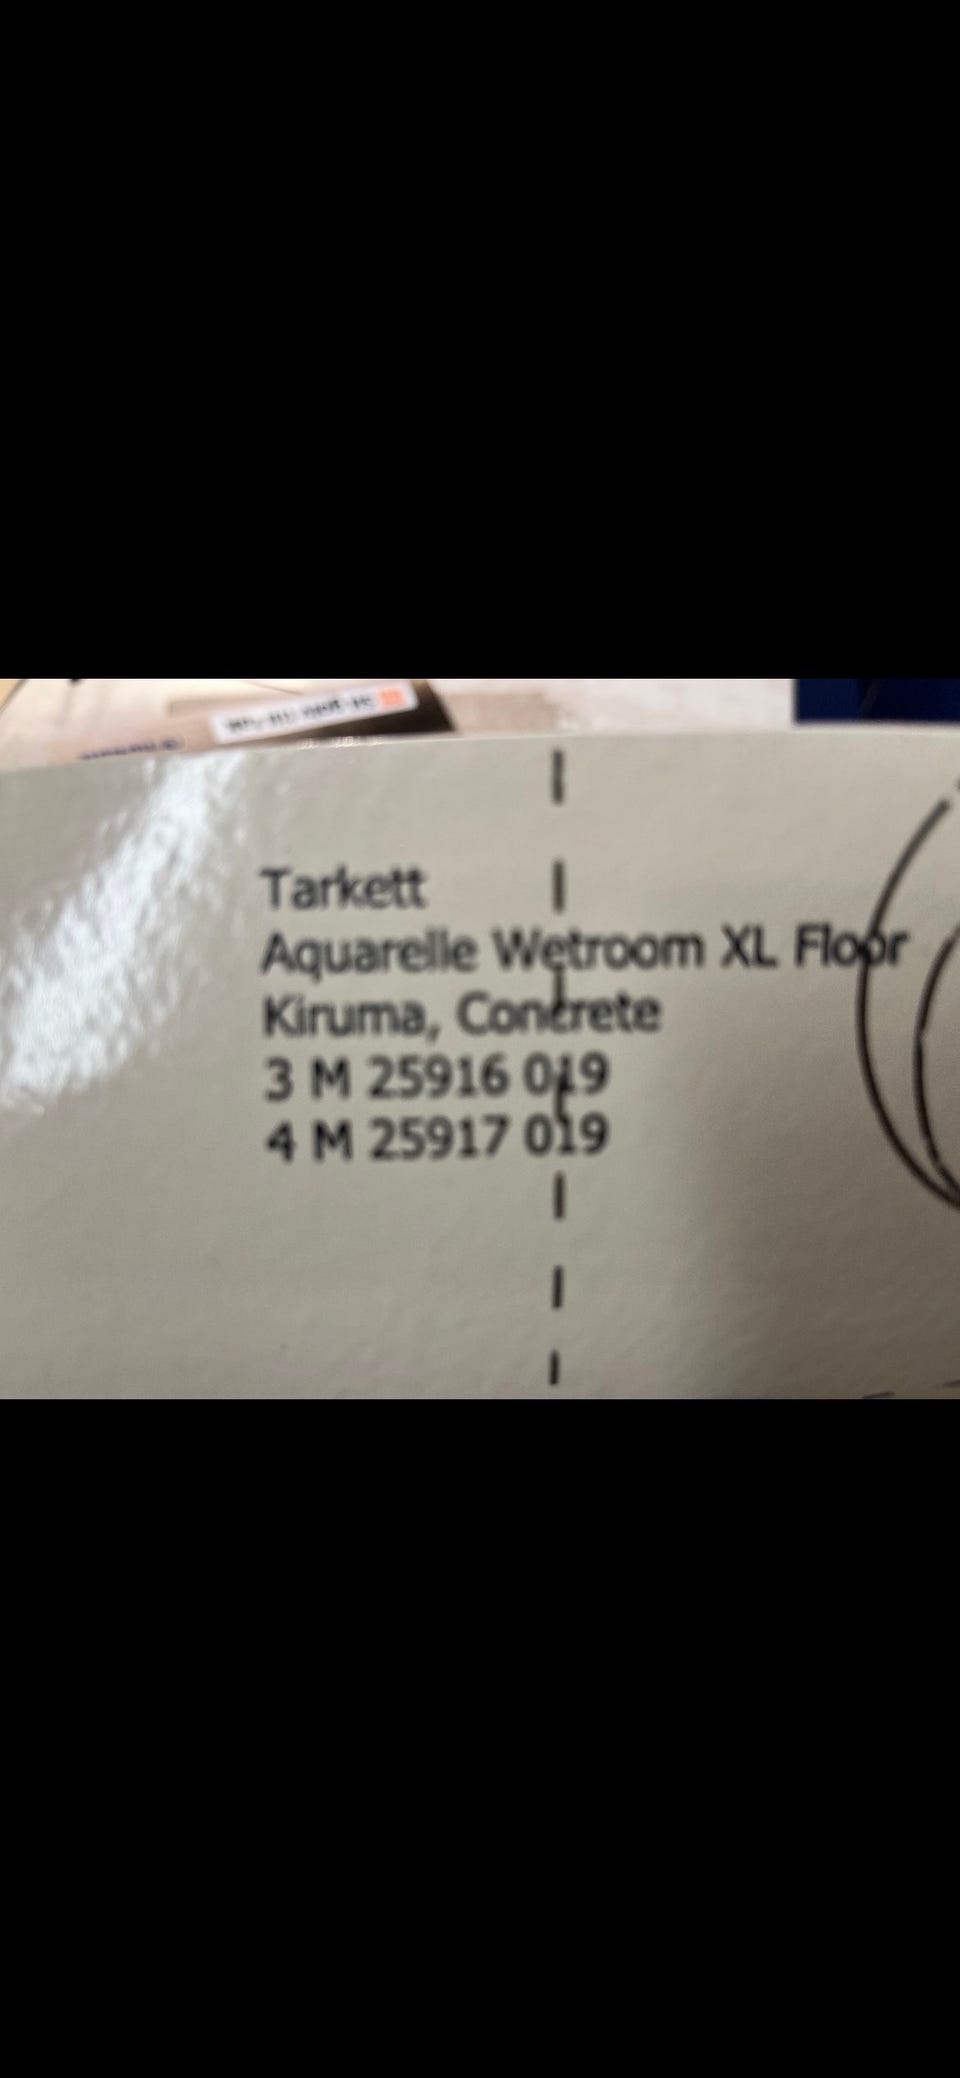 Tarkett
Aquarelle Wetroom XL Floor
Kiruma, Concrete
3 M 25916 019
4 M 25917 019